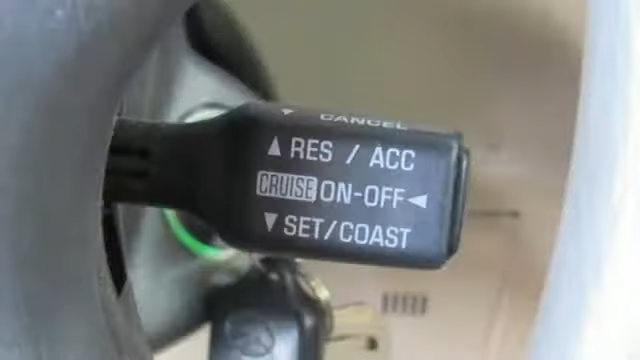 ▼ CANCEL
▲ RES / ACC
CRUISE ON-OFF ◄
▼ SET/COAST